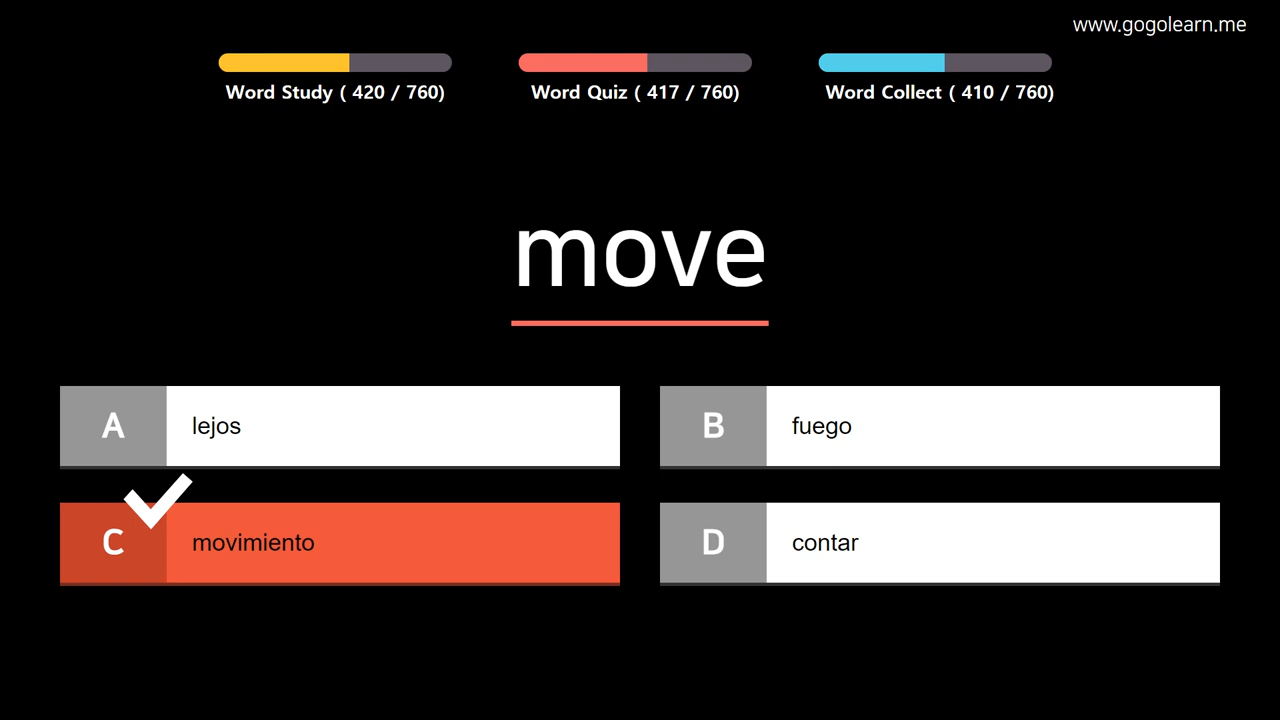 www.gogolearn.me
Word Study ( 420 / 760)
Word Quiz ( 417 / 760)
Word Collect ( 410 / 760)
move
A lejos
B fuego
C movimiento
D contar